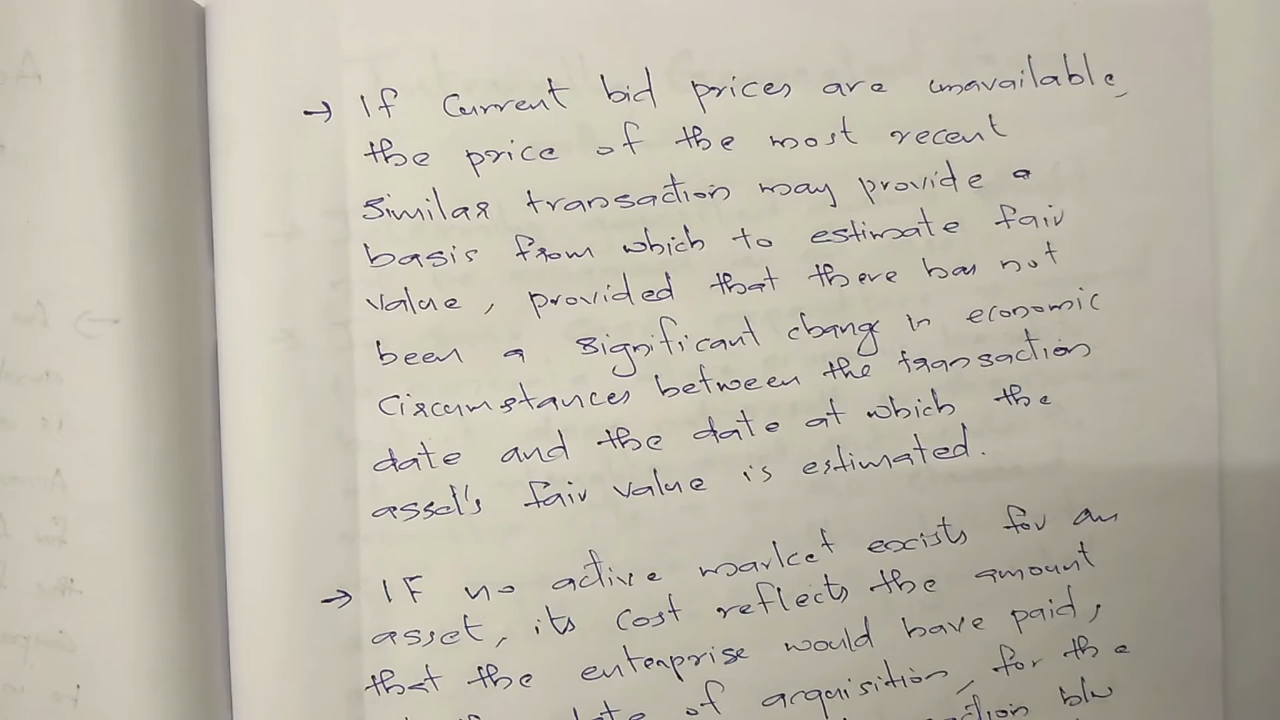 → If Current bid prices are unavailable,
the price of the most recent
similar transaction may provide a
basis from which to estimate fair
value, provided that there has not
been a significant change in economic
circumstances between the transaction
date and the date at which the
asset's fair value is estimated.
→ IF no active market exists for an
asset, its cost reflects the amount
that the enterprise would have paid,
of acquisition, for the
blw